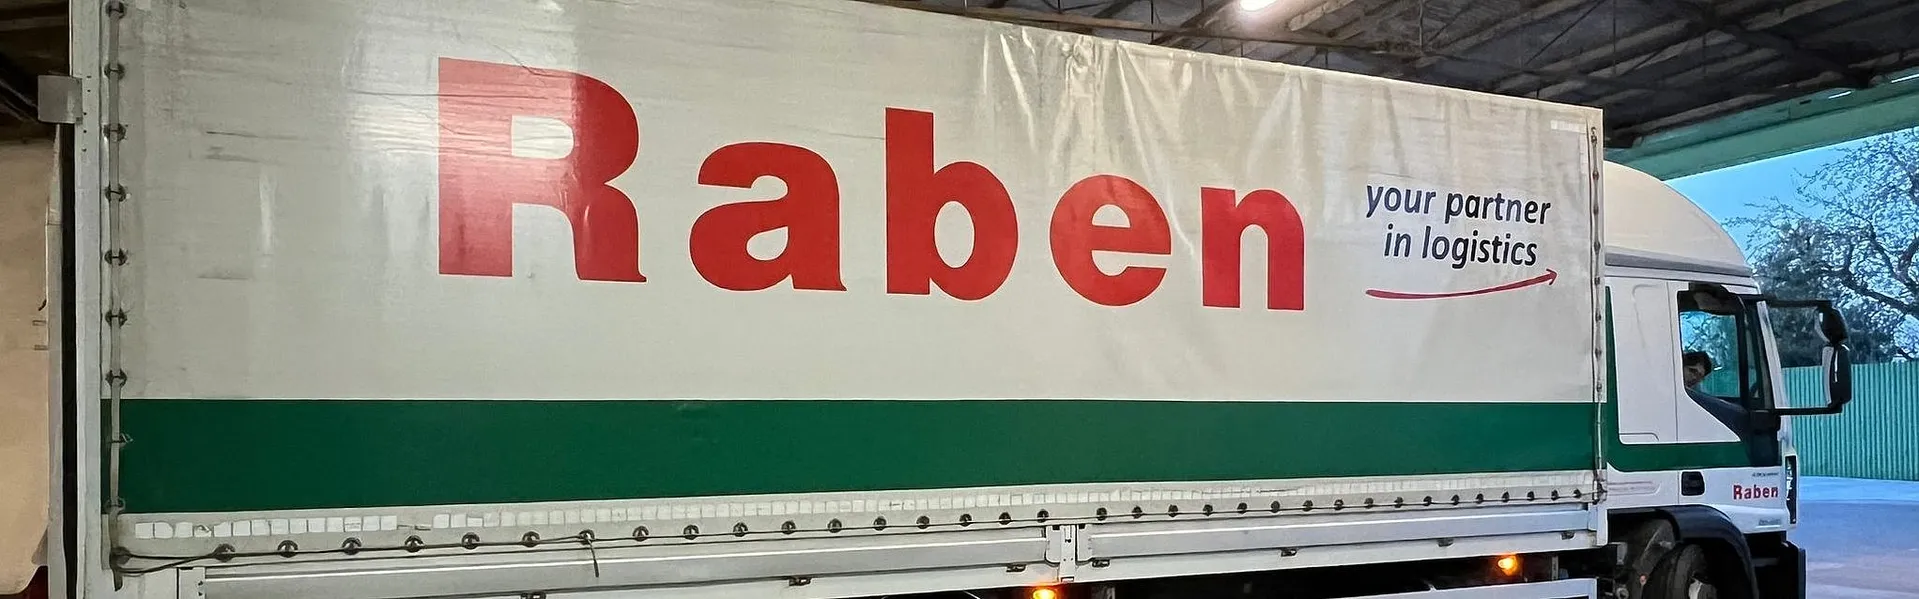 Raben
your partner
in logistics
Raben